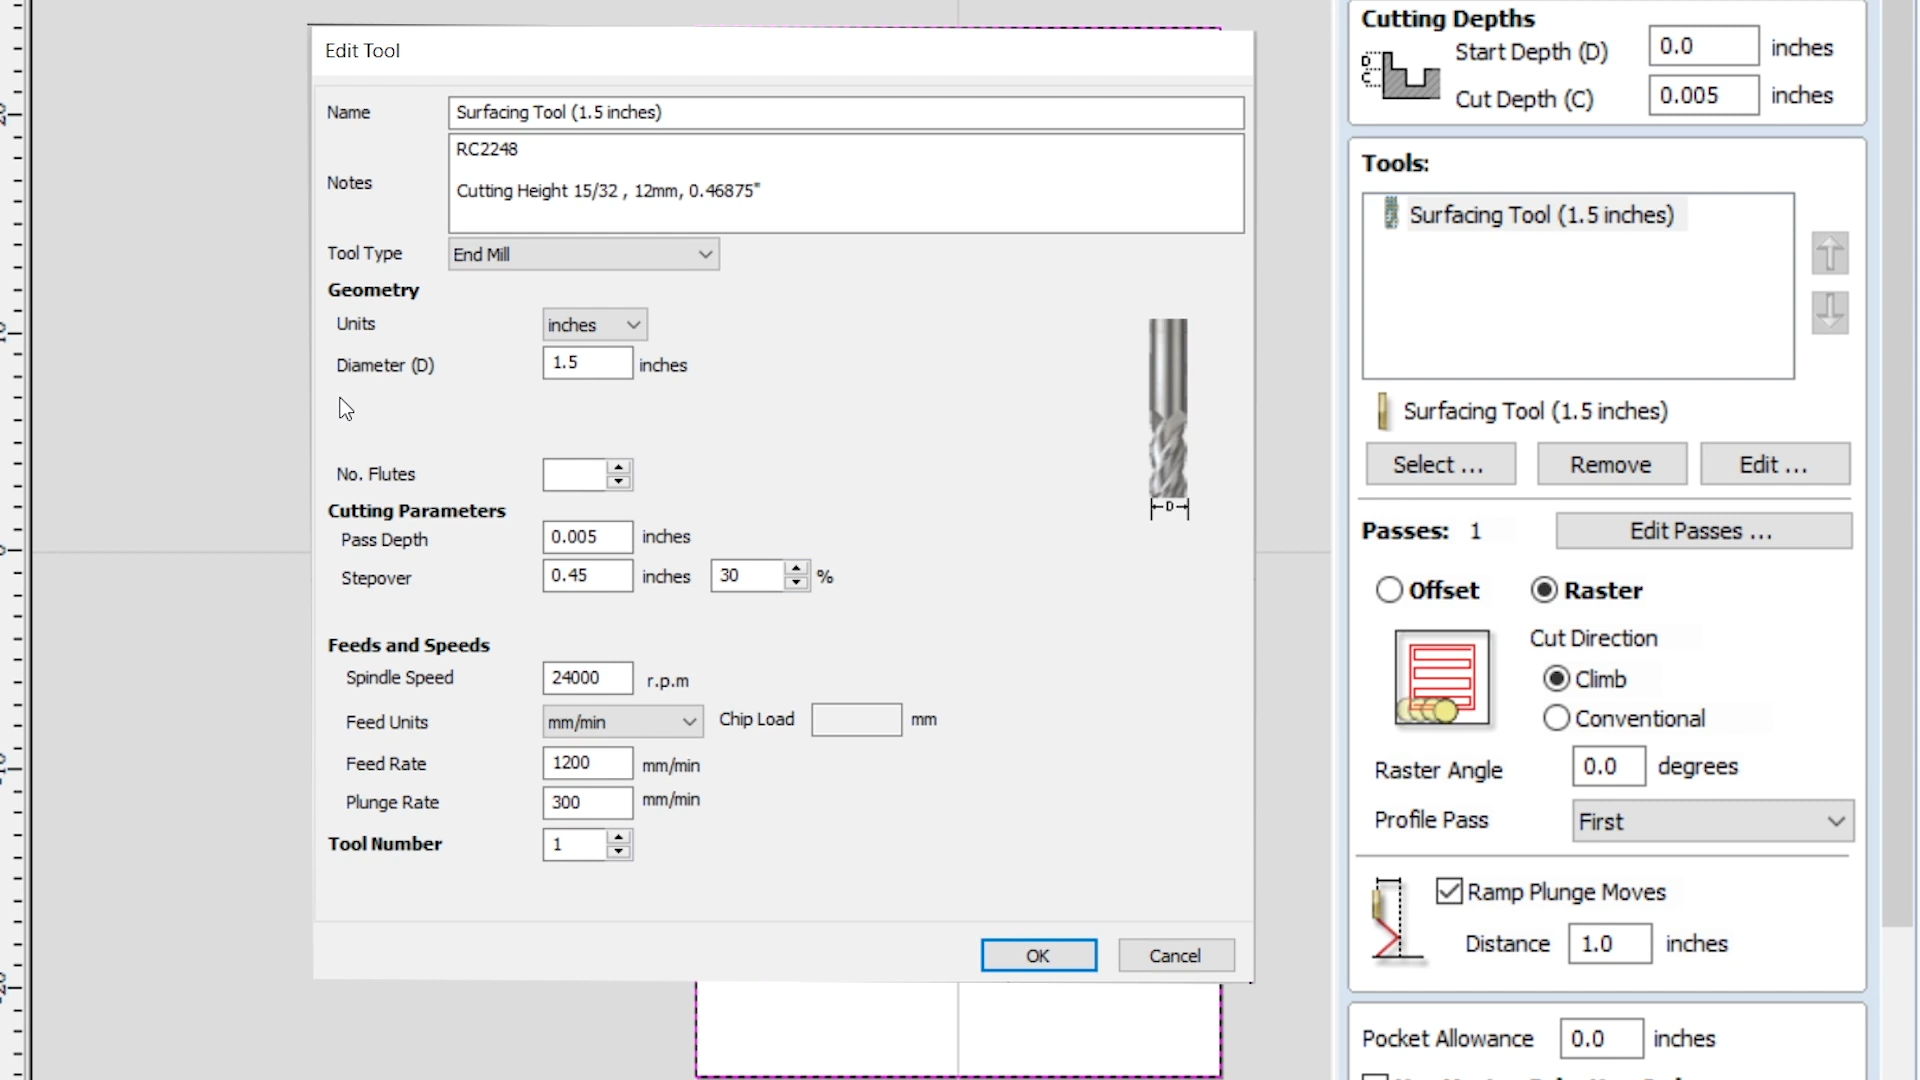 Edit Tool
Name
Surfacing Tool (1.5 inches)
Notes
RC2248
Cutting Height 15/32 , 12mm, 0.46875"
Tool Type
End Mill
Geometry
Units
inches
Diameter (D)
1.5
inches
No. Flutes
D
Cutting Parameters
Pass Depth
0.005
inches
Stepover
0.45
inches
30
%
Feeds and Speeds
Spindle Speed
24000
r.p.m
Feed Units
mm/min
Chip Load
mm
Feed Rate
1200
mm/min
Plunge Rate
300
mm/min
Tool Number
1
OK
Cancel
20
10
0
-10
-20
Cutting Depths
D
C
Start Depth (D)
0.0
inches
Cut Depth (C)
0.005
inches
Tools:
Surfacing Tool (1.5 inches)
Surfacing Tool (1.5 inches)
Select ...
Remove
Edit ...
Passes: 1
Edit Passes ...
Offset
Raster
Cut Direction
Climb
Conventional
Raster Angle
0.0
degrees
Profile Pass
First
Ramp Plunge Moves
Distance
1.0
inches
Pocket Allowance
0.0
inches